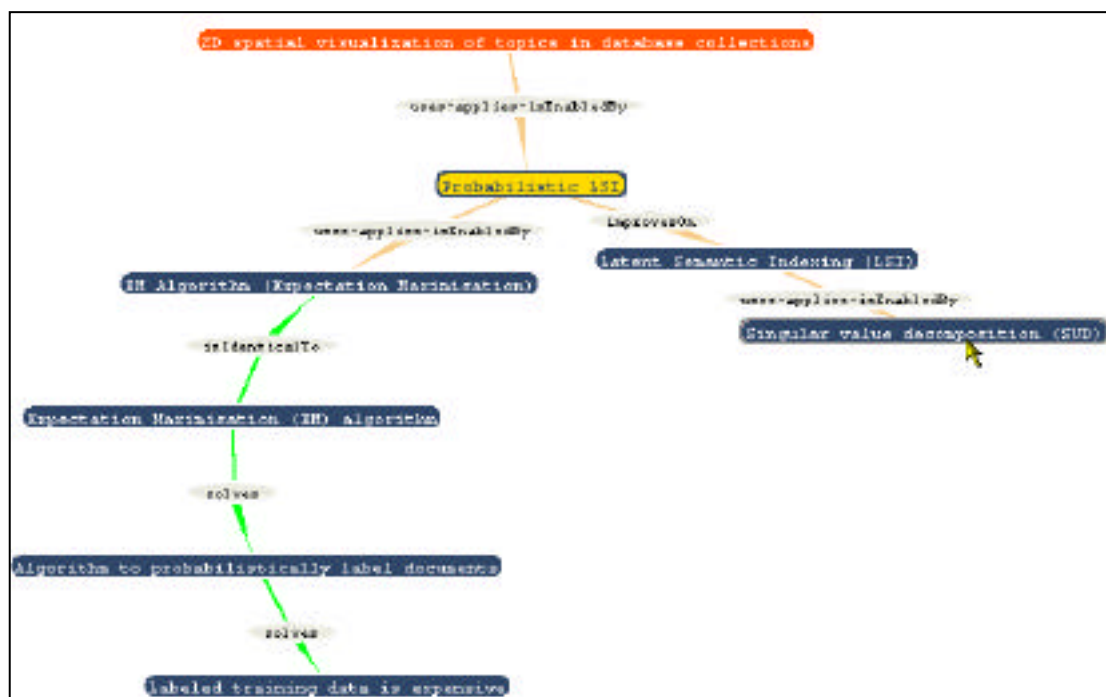 2D spatial visualization of topics in database collections
uses-applies-isEnabledBy
Probabilistic LSI
uses-applies-isEnabledBy
improvesOn
Latent Semantic Indexing (LSI)
EM Algorithm (Expectation Maximisation)
uses-applies-isEnabledBy
Singular value decomposition (SVD)
isIdenticalTo
Expectation Maximisation (EM) algorithm
solves
Algorithm to probabilistically label documents
solves
labeled training data is expensive